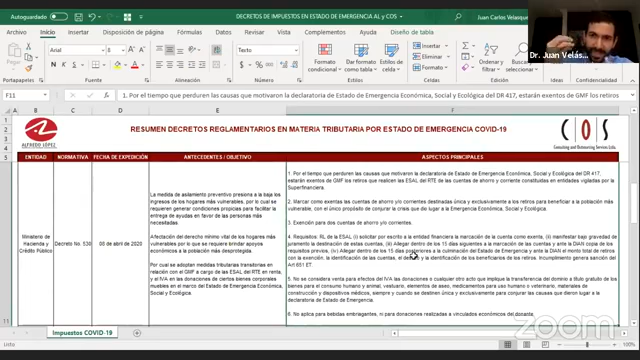 Autoguardado
DECRETOS DE IMPUESTOS EN ESTADO DE EMERGENCIA AL y COS
Juan Carlos Velasque
Archivo Inicio Insertar Disposición de página Fórmulas Datos Revisar Vista Ayuda Diseño de tabla
Pegar
Arial 8
General
Formato condicional
Dar formato como tabla
Estilos de celda
Insertar
Eliminar
Formato
Portapapeles Fuente Alineación Número Estilos Celdas
Dr. Juan Velás...
F11
1. Por el tiempo que perduren las causas que motivaron la declaratoria de Estado de Emergencia Económica, Social y Ecológica del DR 417, estarán exentos de GMF los retiros
A B C D E F
1
2
3
4
5
11
ALFREDO LÓPEZ
RESUMEN DECRETOS REGLAMENTARIOS EN MATERIA TRIBUTARIA POR ESTADO DE EMERGENCIA COVID-19
COS
Consulting and Outsourcing Services Ltda.
ENTIDAD NORMATIVA FECHA DE EXPEDICIÓN ANTECEDENTES / OBJETIVO ASPECTOS PRINCIPALES
Ministerio de Hacienda y Crédito Público
Decreto No. 530
08 de abril de 2020
La medida de aislamiento preventivo presiona a la baja los
ingresos de los hogares más vulnerables, por lo cual se
requieren generar condiciones propicias para facilitar la
entrega de ayudas en favor de las personas más
necesitadas.
Afectación del derecho mínimo vital de los hogares más
vulnerables por lo que se requiere brindar apoyos
económicos a la población más desprotegida.
Por lo cual se adoptan medidas tributarias transitorias en
relación con el GMF a cargo de las ESAL del RTE en renta,
y el IVA en las donaciones de ciertos bienes corporales
muebles en el marco del Estado de Emergencia Económica,
Social y Ecológica.
1. Por el tiempo que perduren las causas que motivaron la declaratoria de Estado de Emergencia Económica, Social y Ecológica del DR 417,
estarán exentos de GMF los retiros que realicen las ESAL del RTE de las cuentas de ahorro y corriente constituidas en entidades vigiladas por la
Superfinanciera.
2. Marcar como exentas las cuentas de ahorro y/o corrientes destinadas única y exclusivamente a los retiros para beneficiar a la población más
vulnerable, con el único propósito de conjurar la crisis que dio lugar a la Emergencia Económica, Social y Ecológica.
3. Exención para dos cuentas de ahorro y/o corrientes.
4. Requisitos: RL de la ESAL (i) solicitar por escrito a la entidad financiera la marcación de la cuenta como exenta, (ii) manifestar bajo gravedad de
juramento la destinación de estas cuentas, (iii) Allegar dentro de los 15 días siguientes a la marcación de las cuentas y ante la DIAN copia de los
requisitos previos, (iv) Allegar dentro de los 15 días posteriores a la culminación del Estado de Emergencia y ante la DIAN el monto total de retiros
con la exención, la identificación de las cuentas, el y la identificación de los beneficiarios de los retiros. Incumplimiento genera sanción del
Art 651 ET.
5. No se considera venta para efectos del IVA las donaciones o cualquier otro acto que implique la transferencia del dominio a título gratuito de los
bienes para el consumo humano y animal, vestuario, elementos de aseo, medicamentos para uso humano o veterinario, materiales de
construcción y dispositivos médicos, siempre y cuando se destinen única y exclusivamente para conjurar las causas que dieron lugar a la
declaratoria de Emergencia.
6. No aplica para bebidas embriagantes, ni para donaciones realizadas a vinculados económicos del donante.
Impuestos COVID-19
100%
zoom